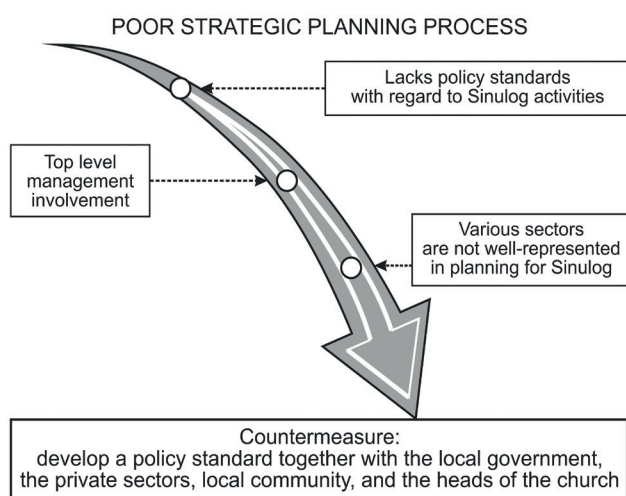 POOR STRATEGIC PLANNING PROCESS
Lacks policy standards
with regard to Sinulog activities
Top level
management
involvement
Various sectors
are not well-represented
in planning for Sinulog
Countermeasure:
develop a policy standard together with the local government,
the private sectors, local community, and the heads of the church